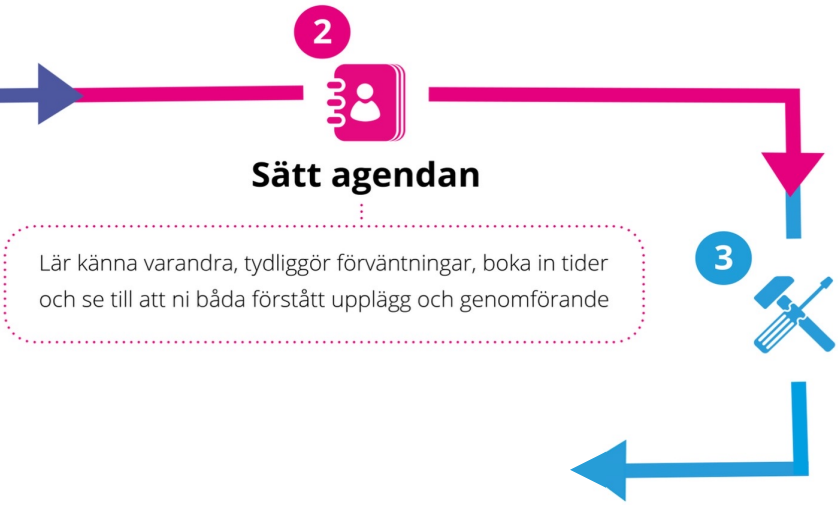 2
Sätt agendan
Lär känna varandra, tydliggör förväntningar, boka in tider
och se till att ni båda förstått upplägg och genomförande
3